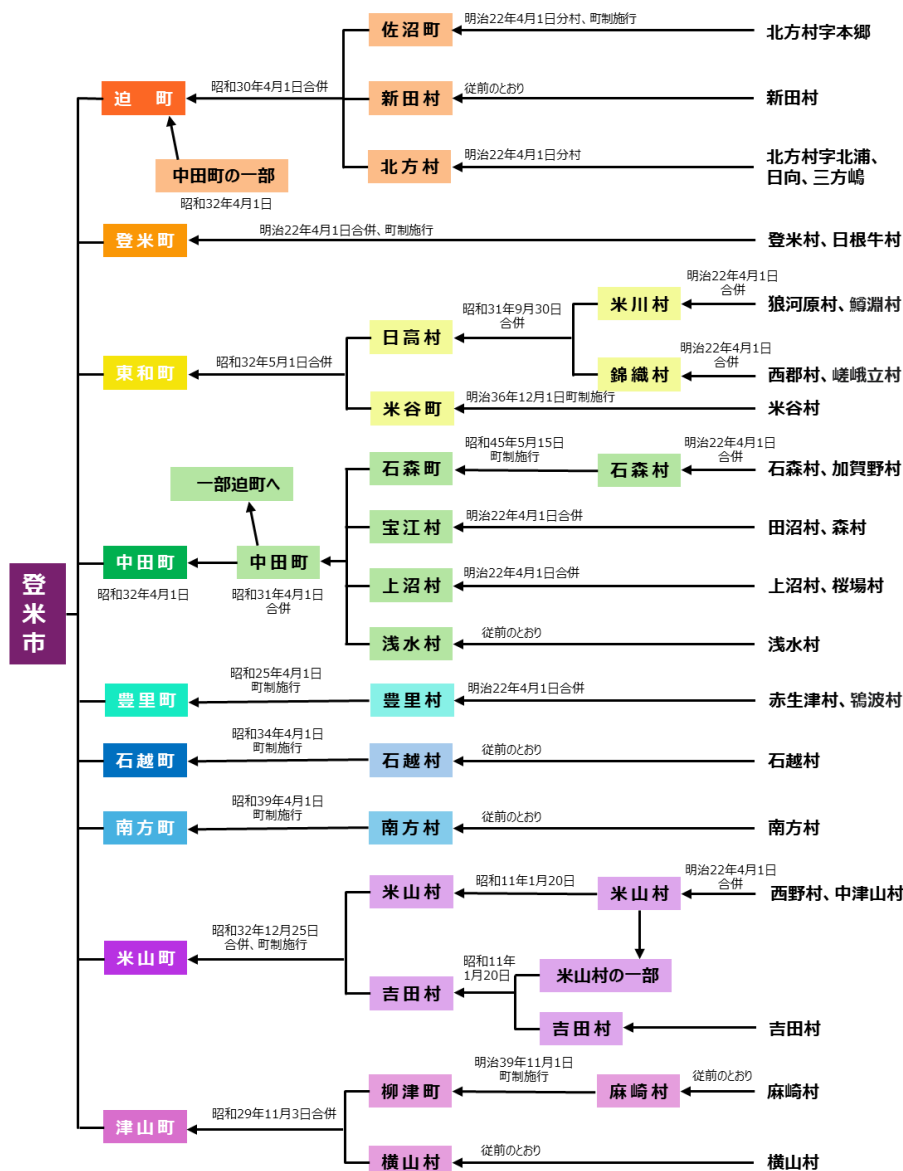 明治22年4月1日分村、町制施行
佐沼町
北方村字本郷
昭和30年4月1日合併
迫　町
新田村
従前のとおり
新田村
中田町の一部
昭和32年4月1日
北方村
明治22年4月1日分村
北方村字北浦、
日向、三方嶋
登米町
明治22年4月1日合併、町制施行
登米村、日根牛村
明治22年4月1日
合併
米川村
狼河原村、鱒淵村
昭和31年9月30日
合併
日高村
明治22年4月1日
合併
錦織村
西郡村、嵯峨立村
昭和32年5月1日合併
東和町
米谷町
明治36年12月1日町制施行
米谷村
石森町
昭和45年5月15日
町制施行
石森村
明治22年4月1日
合併
石森村、加賀野村
一部迫町へ
宝江村
明治22年4月1日合併
田沼村、森村
登米市
中田町
昭和32年4月1日
中田町
昭和31年4月1日
合併
上沼村
明治22年4月1日合併
上沼村、桜場村
浅水村
従前のとおり
浅水村
豊里町
昭和25年4月1日
町制施行
豊里村
明治22年4月1日合併
赤生津村、鴇波村
石越町
昭和34年4月1日
町制施行
石越村
従前のとおり
石越村
南方町
昭和39年4月1日
町制施行
南方村
従前のとおり
南方村
米山村
昭和11年1月20日
米山村
明治22年4月1日
合併
西野村、中津山村
米山町
昭和32年12月25日
合併、町制施行
昭和11年
1月20日
米山村の一部
吉田村
吉田村
吉田村
柳津町
明治39年11月1日
町制施行
麻崎村
従前のとおり
麻崎村
津山町
昭和29年11月3日合併
横山村
従前のとおり
横山村